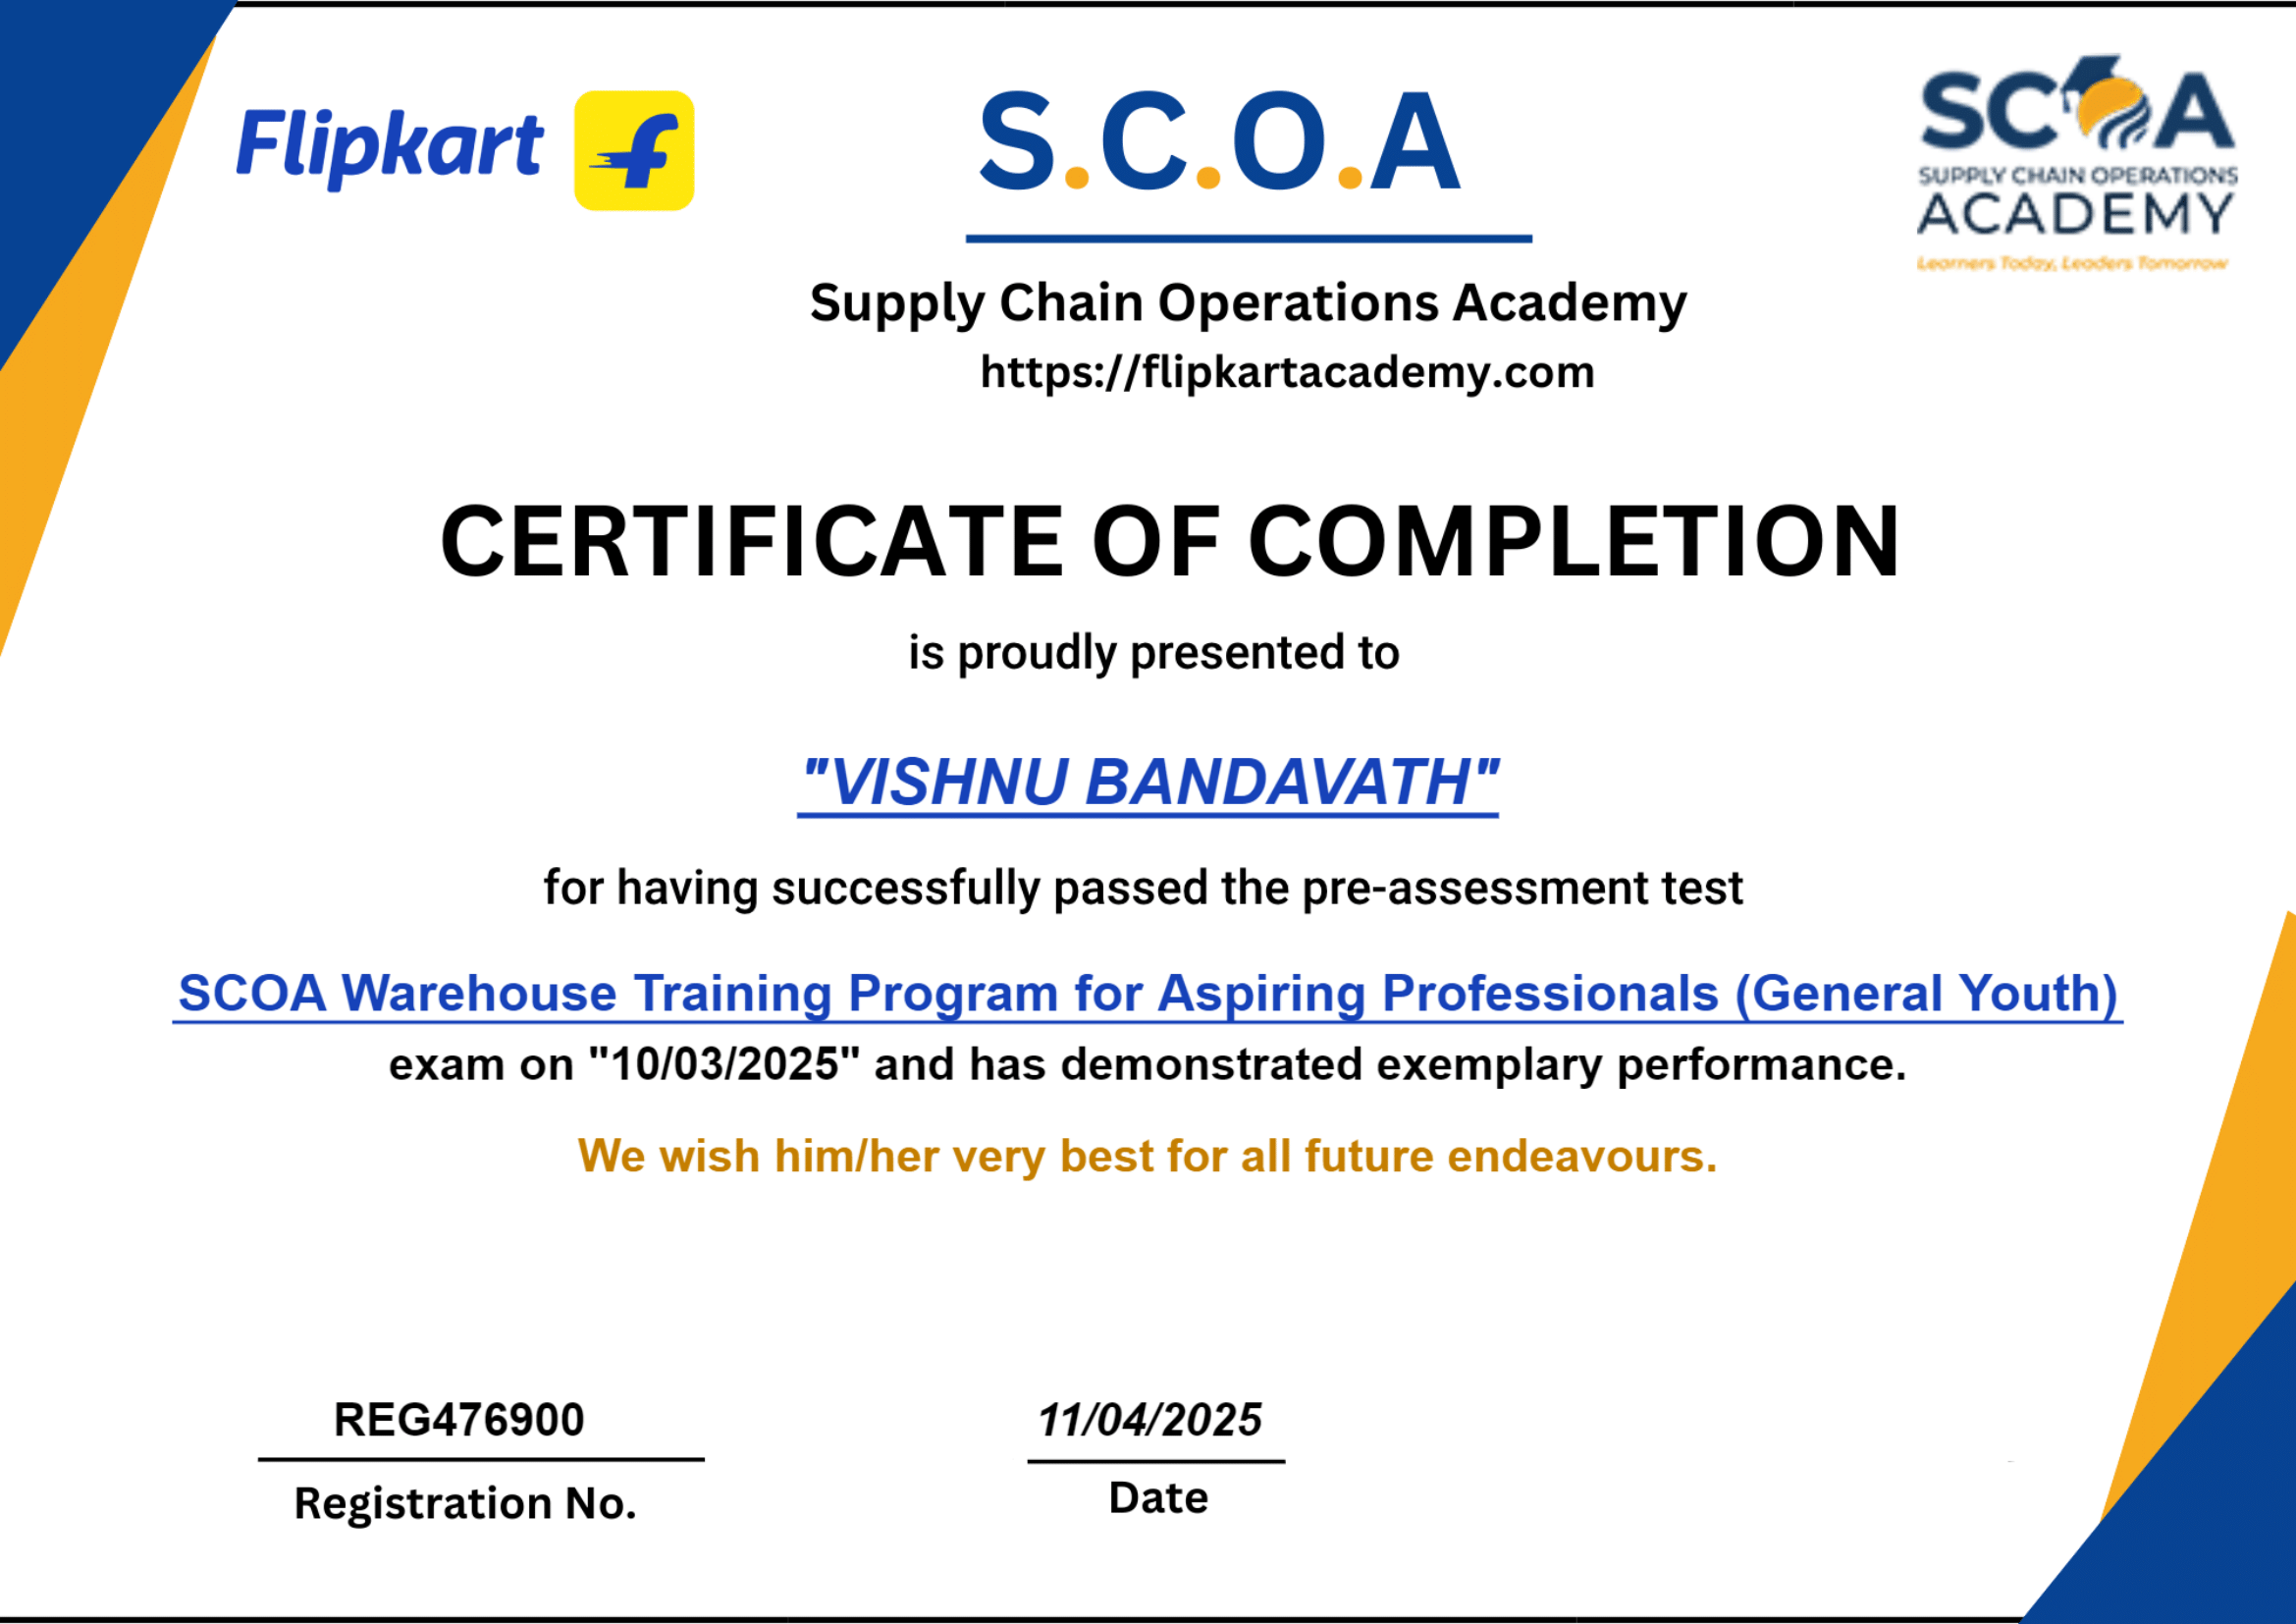 Flipkart f
S.C.O.A
SCOA
SUPPLY CHAIN OPERATIONS
ACADEMY
Learners Today, Leaders Tomorrow
Supply Chain Operations Academy
https://flipkartacademy.com
CERTIFICATE OF COMPLETION
is proudly presented to
"VISHNU BANDAVATH"
for having successfully passed the pre-assessment test
SCOA Warehouse Training Program for Aspiring Professionals (General Youth)
exam on "10/03/2025" and has demonstrated exemplary performance.
We wish him/her very best for all future endeavours.
REG476900
Registration No.
11/04/2025
Date